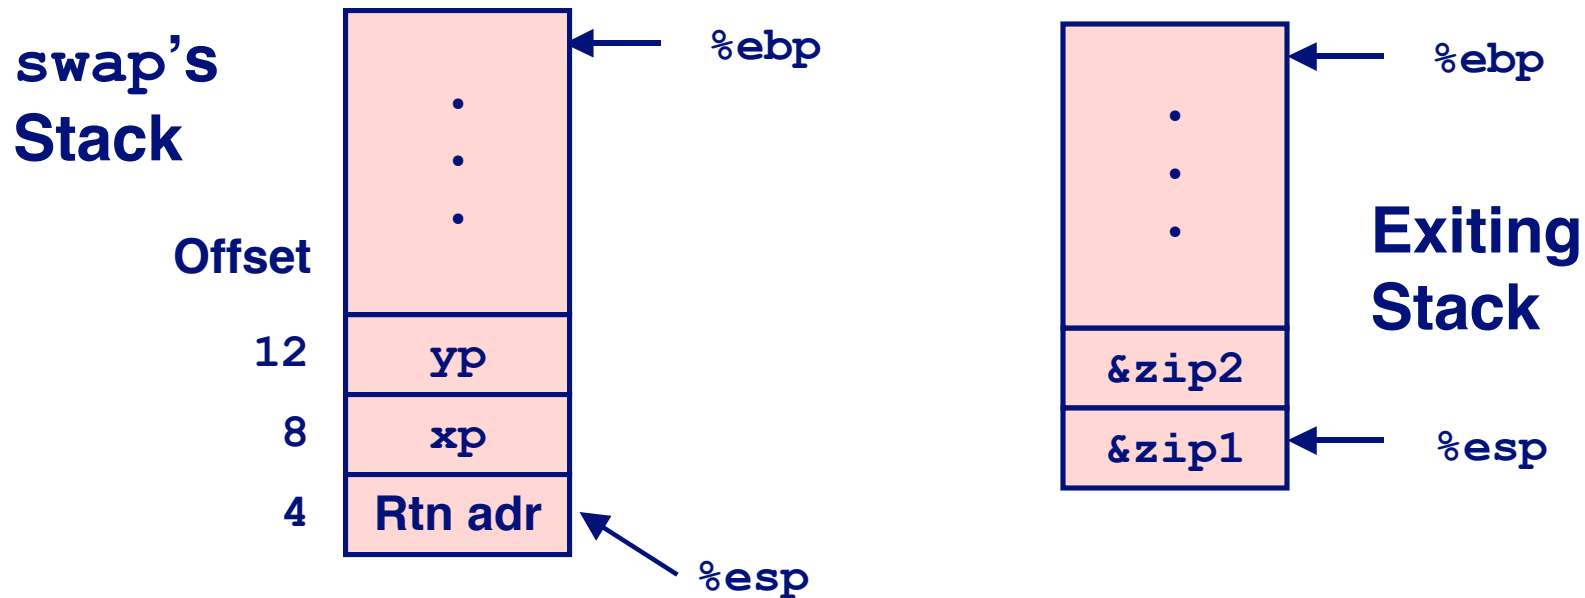 swap's
Stack
%ebp
Offset
12 yp
8 xp
4 Rtn adr
%esp
%ebp
Exiting
Stack
&zip2
&zip1
%esp